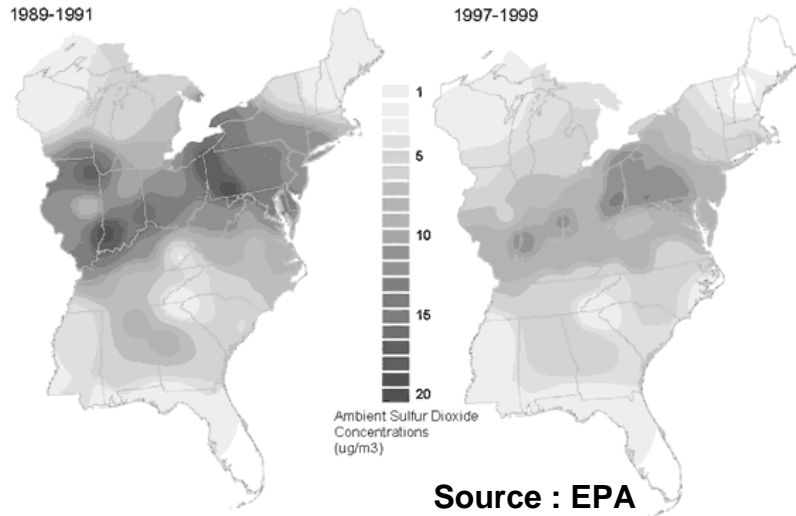 1989-1991
1997-1999
1
5
10
15
20
Ambient Sulfur Dioxide
Concentrations
(ug/m3)
Source : EPA